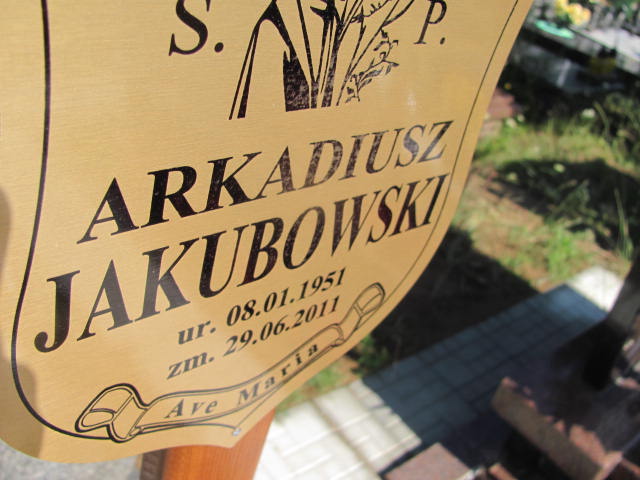 S. P.
ARKADIUSZ
JAKUBOWSKI
ur. 08.01.1951
zm. 29.06.2011
Ave Maria